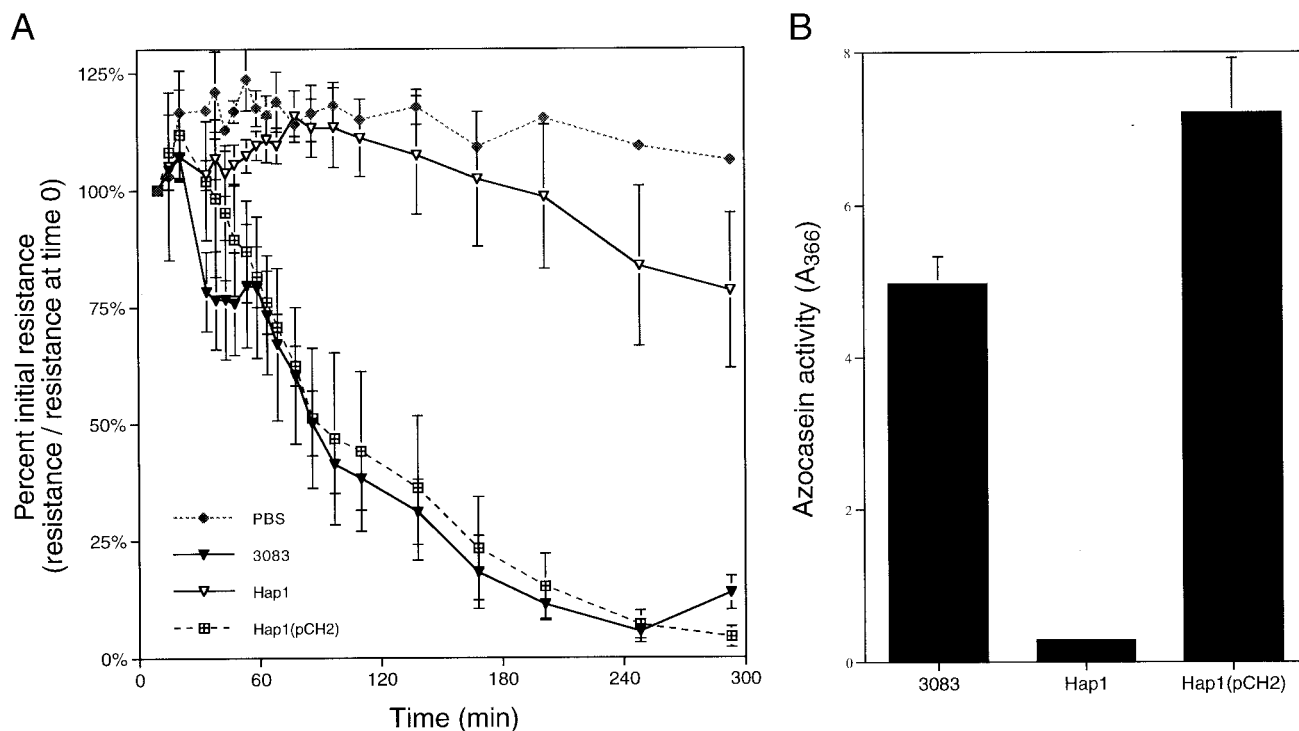 A
Percent initial resistance
(resistance / resistance at time 0)
125%
100%
75%
50%
25%
0%
PBS
3083
Hap1
Hap1(pCH2)
0
60
120
180
240
300
Time (min)
B
Azocasein activity (A366)
8
6
4
2
0
3083
Hap1
Hap1(pCH2)